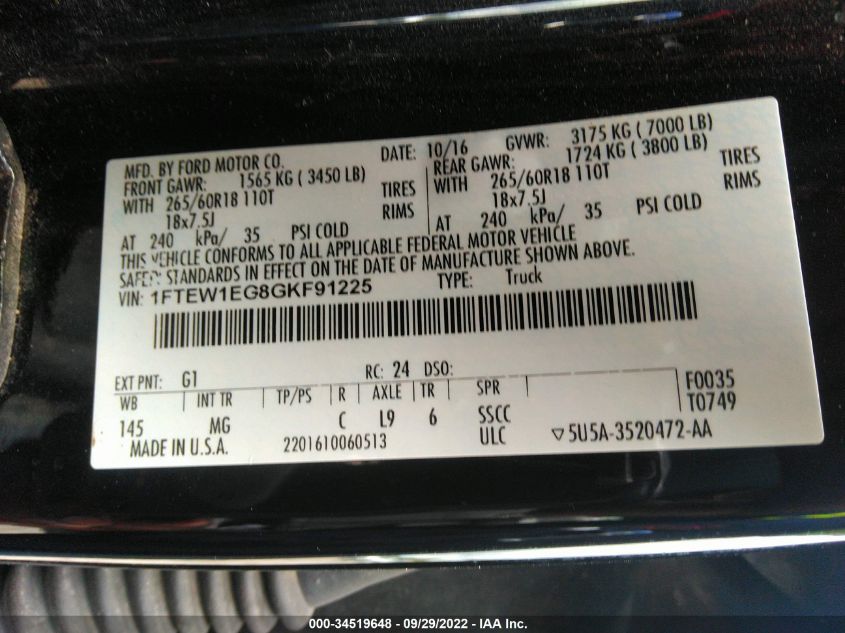 MFD. BY FORD MOTOR CO. DATE: 10/16 GVWR: 3175 KG ( 7000 LB)
FRONT GAWR: 1565 KG ( 3450 LB) REAR GAWR: 1724 KG ( 3800 LB)
WITH 265/60R18 110T TIRES WITH 265/60R18 110T TIRES
18x7.5J RIMS 18x7.5J RIMS
AT 240 kPa/ 35 PSI COLD AT 240 kPa/ 35 PSI COLD
THIS VEHICLE CONFORMS TO ALL APPLICABLE FEDERAL MOTOR VEHICLE
SAFETY STANDARDS IN EFFECT ON THE DATE OF MANUFACTURE SHOWN ABOVE.
VIN: 1FTEW1EG8GKF91225 TYPE: Truck
EXT PNT: G1 RC: 24 DSO:
WB INT TR TP/PS R AXLE TR SPR F0035
145 MG C L9 6 SSCC T0749
MADE IN U.S.A. 2201610060513 ULC ▽5U5A-3520472-AA
000-34519648 - 09/29/2022 - IAA Inc.